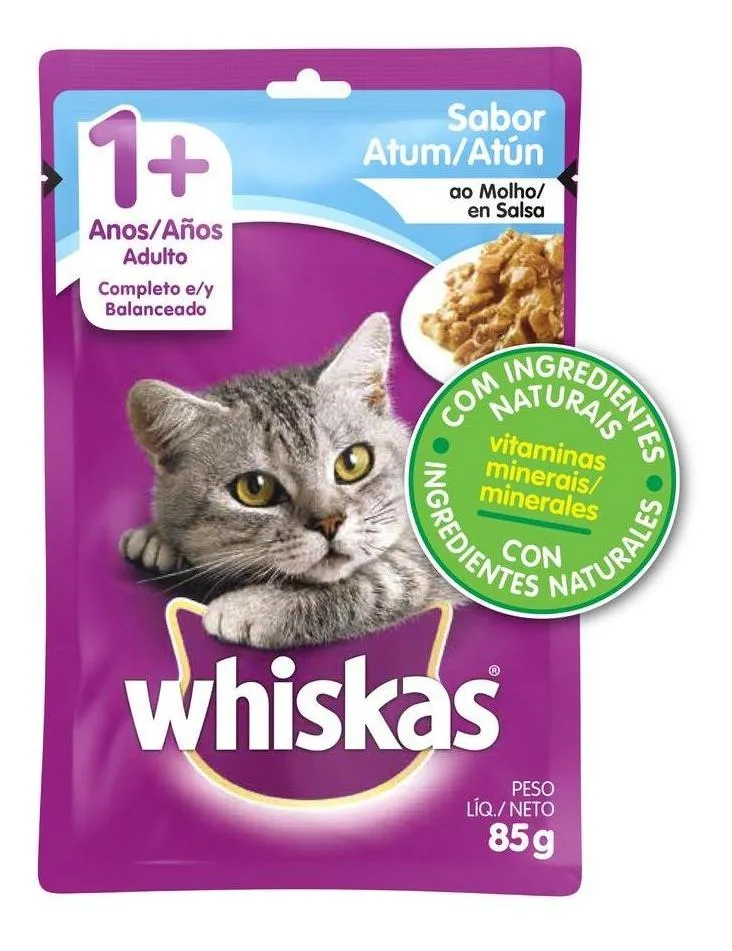 1+
Anos/Años
Adulto
Completo e/y
Balanceado
Sabor
Atum/Atún
ao Molho/
en Salsa
COM INGREDIENTES
NATURAIS
vitaminas
minerais/
minerales
CON
INGREDIENTES NATURALES
whiskas®
PESO
LÍQ./ NETO
85g